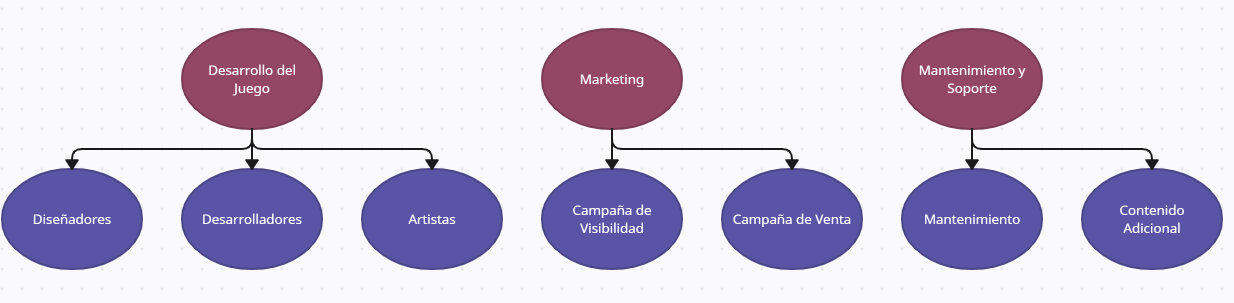 Desarrollo del
Juego
Marketing
Mantenimiento y
Soporte
Diseñadores
Desarrolladores
Artistas
Campaña de
Visibilidad
Campaña de Venta
Mantenimiento
Contenido
Adicional